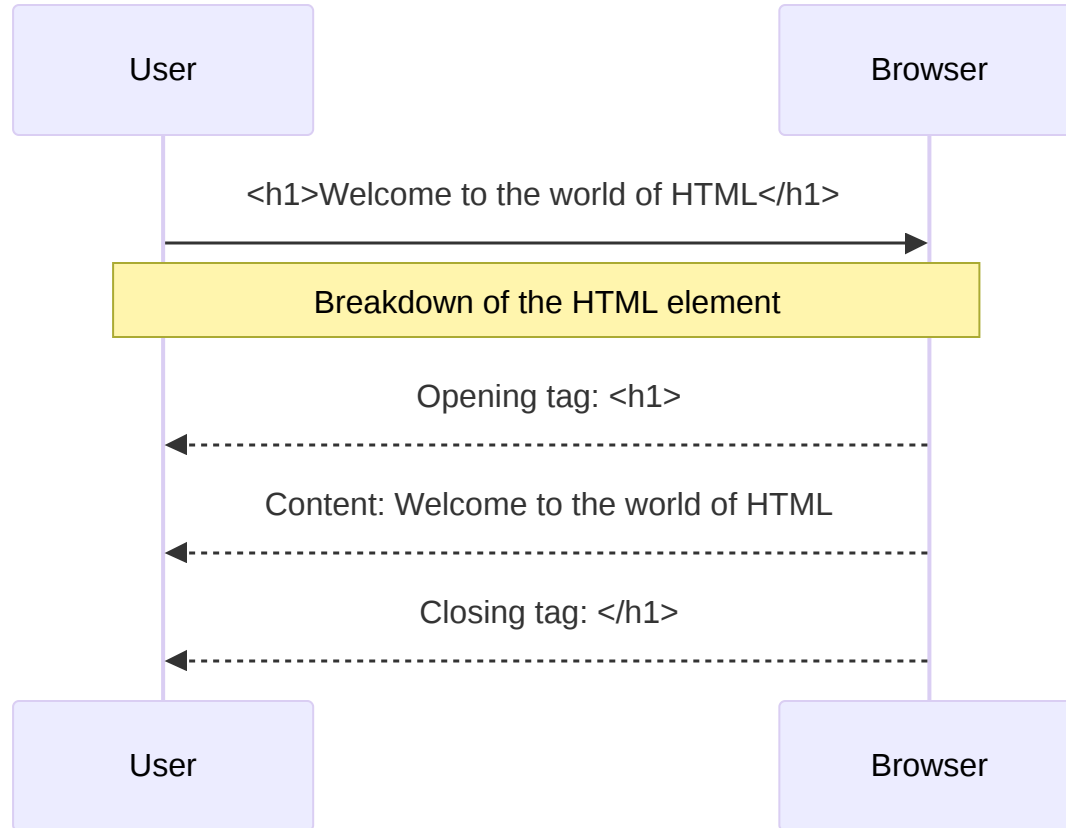 User
Browser
<h1>Welcome to the world of HTML</h1>
Breakdown of the HTML element
Opening tag: <h1>
Content: Welcome to the world of HTML
Closing tag: </h1>
User
Browser